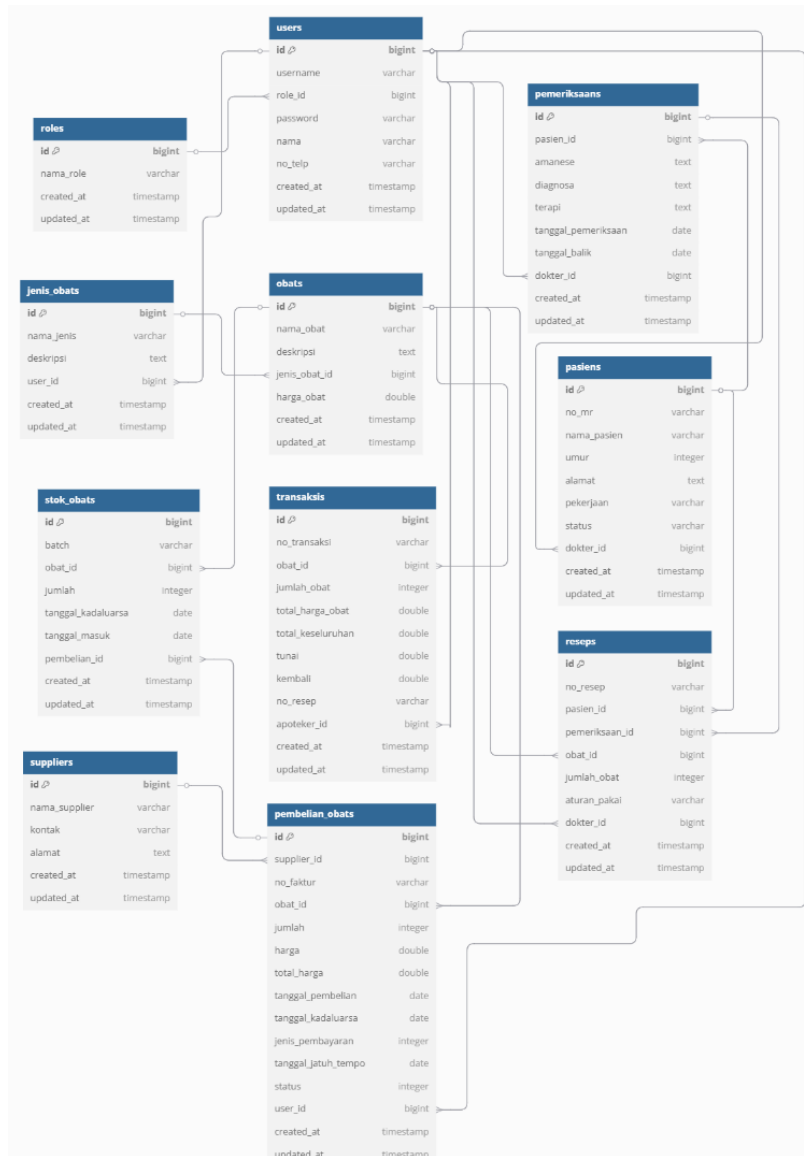 users
id bigint
username varchar
role_id bigint
password varchar
nama varchar
no_telp varchar
created_at timestamp
updated_at timestamp
pemeriksaans
id bigint
pasien_id bigint
amanese text
diagnosa text
terapi text
tanggal_pemeriksaan date
tanggal_balik date
dokter_id bigint
created_at timestamp
updated_at timestamp
roles
id bigint
nama_role varchar
created_at timestamp
updated_at timestamp
jenis_obats
id bigint
nama_jenis varchar
deskripsi text
user_id bigint
created_at timestamp
updated_at timestamp
obats
id bigint
nama_obat varchar
deskripsi text
jenis_obat_id bigint
harga_obat double
created_at timestamp
updated_at timestamp
pasiens
id bigint
no_mr varchar
nama_pasien varchar
umur integer
alamat text
pekerjaan varchar
status varchar
dokter_id bigint
created_at timestamp
updated_at timestamp
stok_obats
id bigint
batch varchar
obat_id bigint
jumlah integer
tanggal_kadaluarsa date
tanggal_masuk date
pembelian_id bigint
created_at timestamp
updated_at timestamp
transaksis
id bigint
no_transaksi varchar
obat_id bigint
jumlah_obat integer
total_harga_obat double
total_keseluruhan double
tunai double
kembali double
no_resep varchar
apoteker_id bigint
created_at timestamp
updated_at timestamp
reseps
id bigint
no_resep varchar
pasien_id bigint
pemeriksaan_id bigint
obat_id bigint
jumlah_obat integer
aturan_pakai varchar
dokter_id bigint
created_at timestamp
updated_at timestamp
suppliers
id bigint
nama_supplier varchar
kontak varchar
alamat text
created_at timestamp
updated_at timestamp
pembelian_obats
id bigint
supplier_id bigint
no_faktur varchar
obat_id bigint
jumlah integer
harga double
total_harga double
tanggal_pembelian date
tanggal_kadaluarsa date
jenis_pembayaran integer
tanggal_jatuh_tempo date
status integer
user_id bigint
created_at timestamp
updated_at timestamp